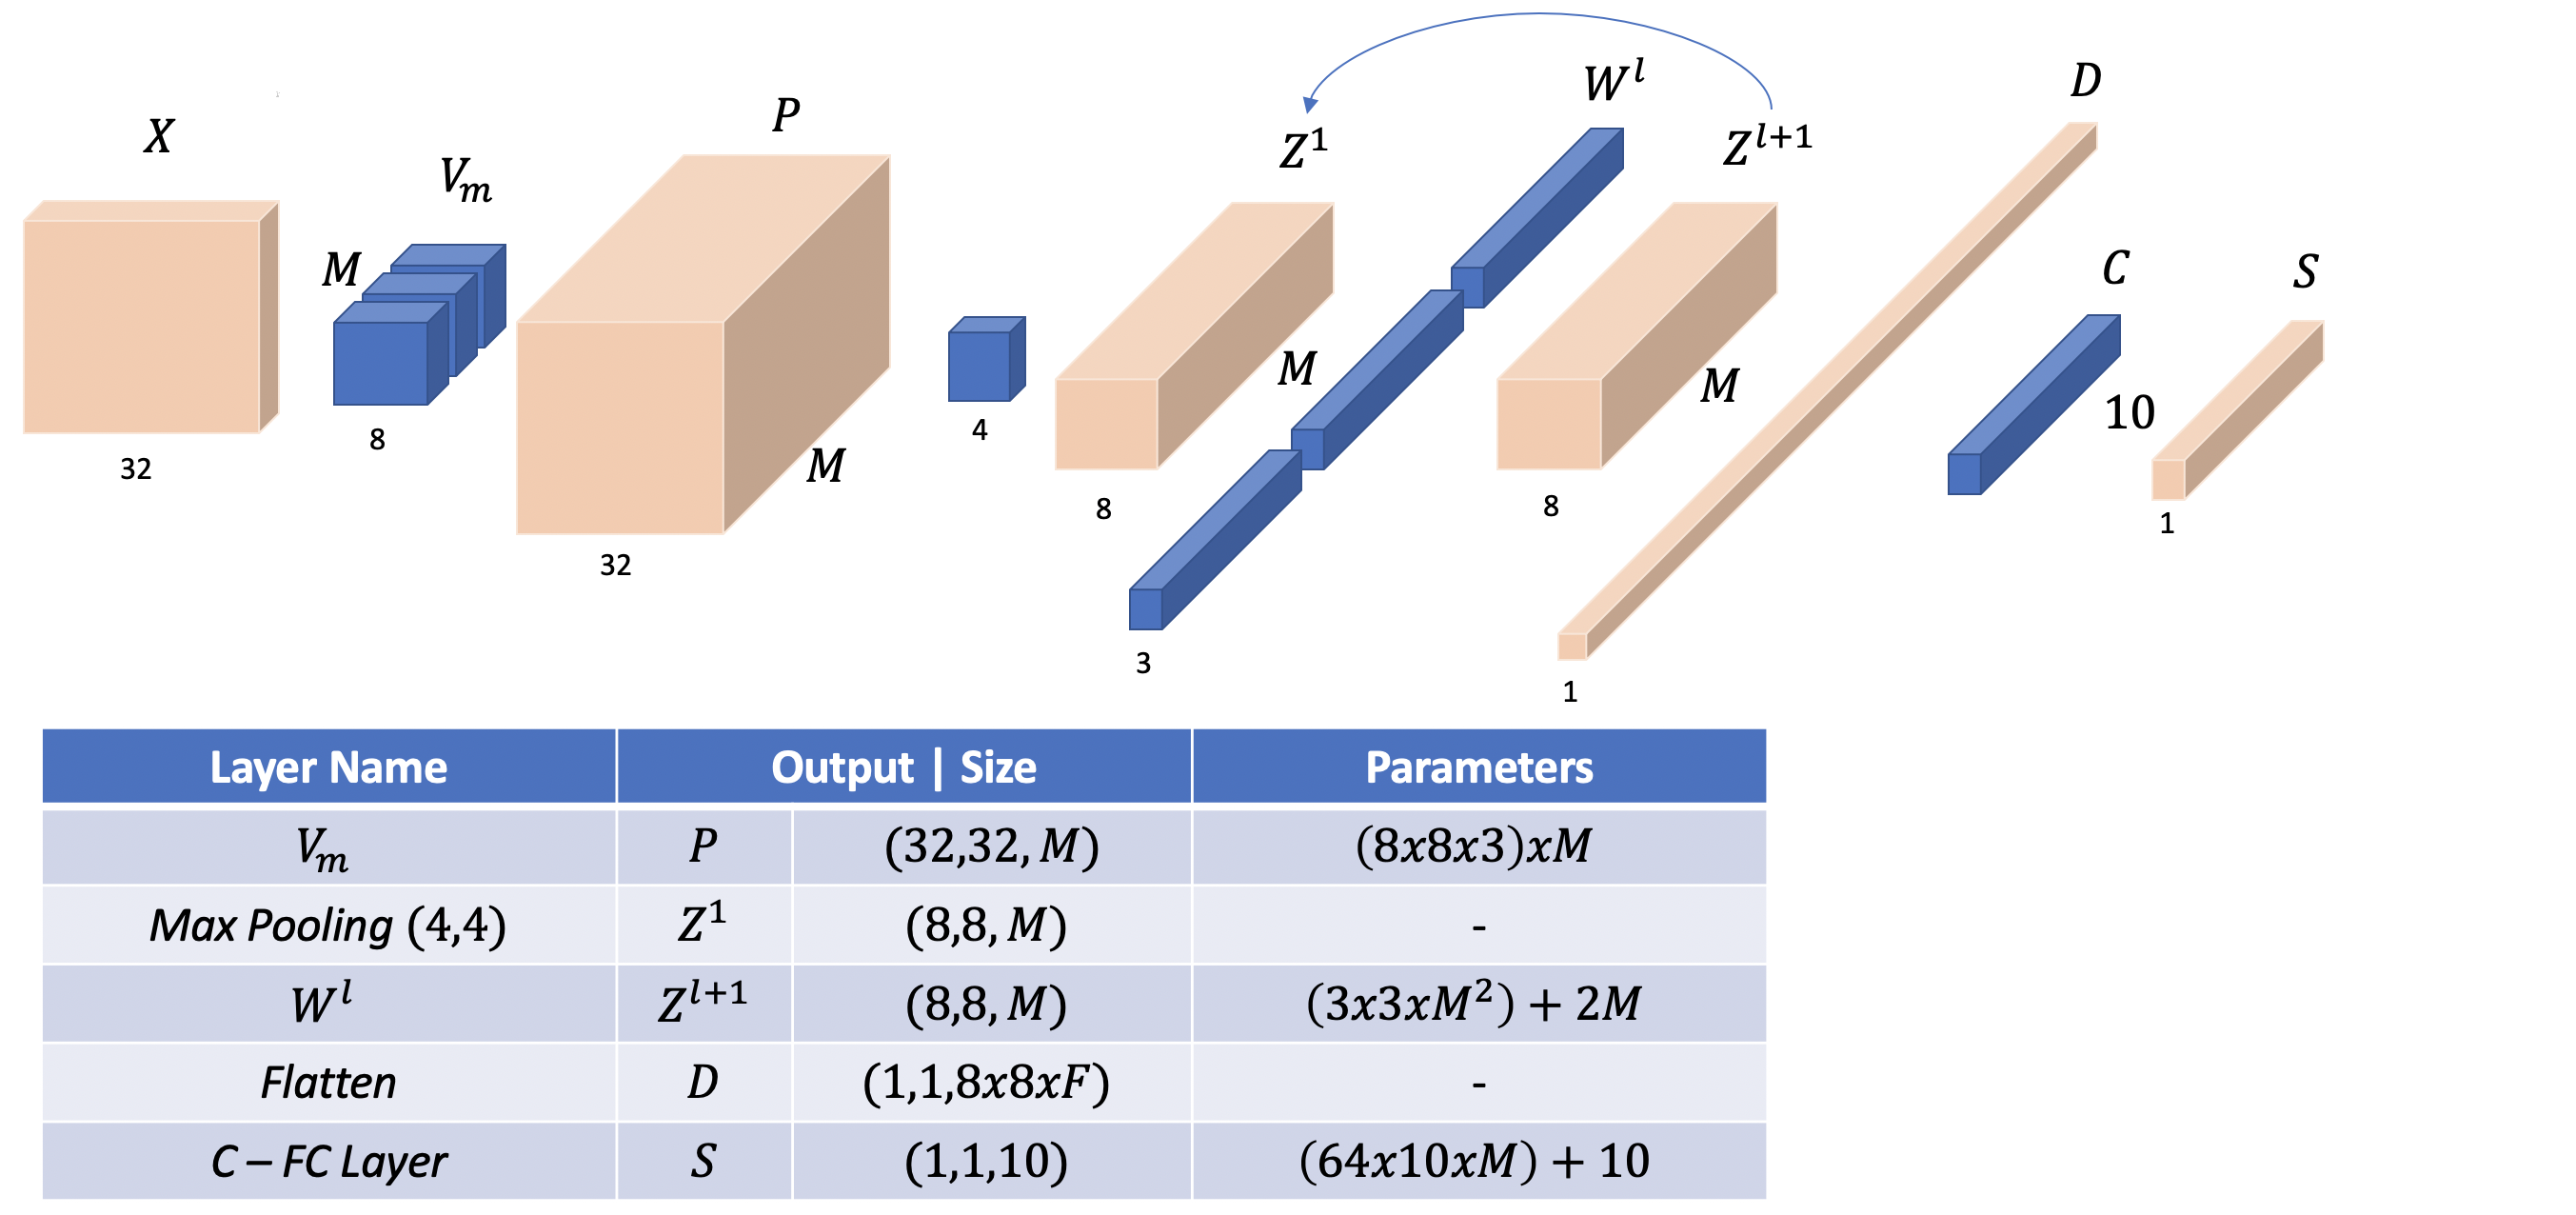 X
V_m
M
8
32
P
M
32
4
Z^1
M
8
W^l
3
Z^{l+1}
M
8
D
1
C
10
S
1
Layer Name Output | Size Parameters
V_m P (32,32, M) (8x8x3)xM
Max Pooling (4,4) Z^1 (8,8, M) -
W^l Z^{l+1} (8,8, M) (3x3xM^2) + 2M
Flatten D (1,1,8x8xF) -
C – FC Layer S (1,1,10) (64x10xM) + 10